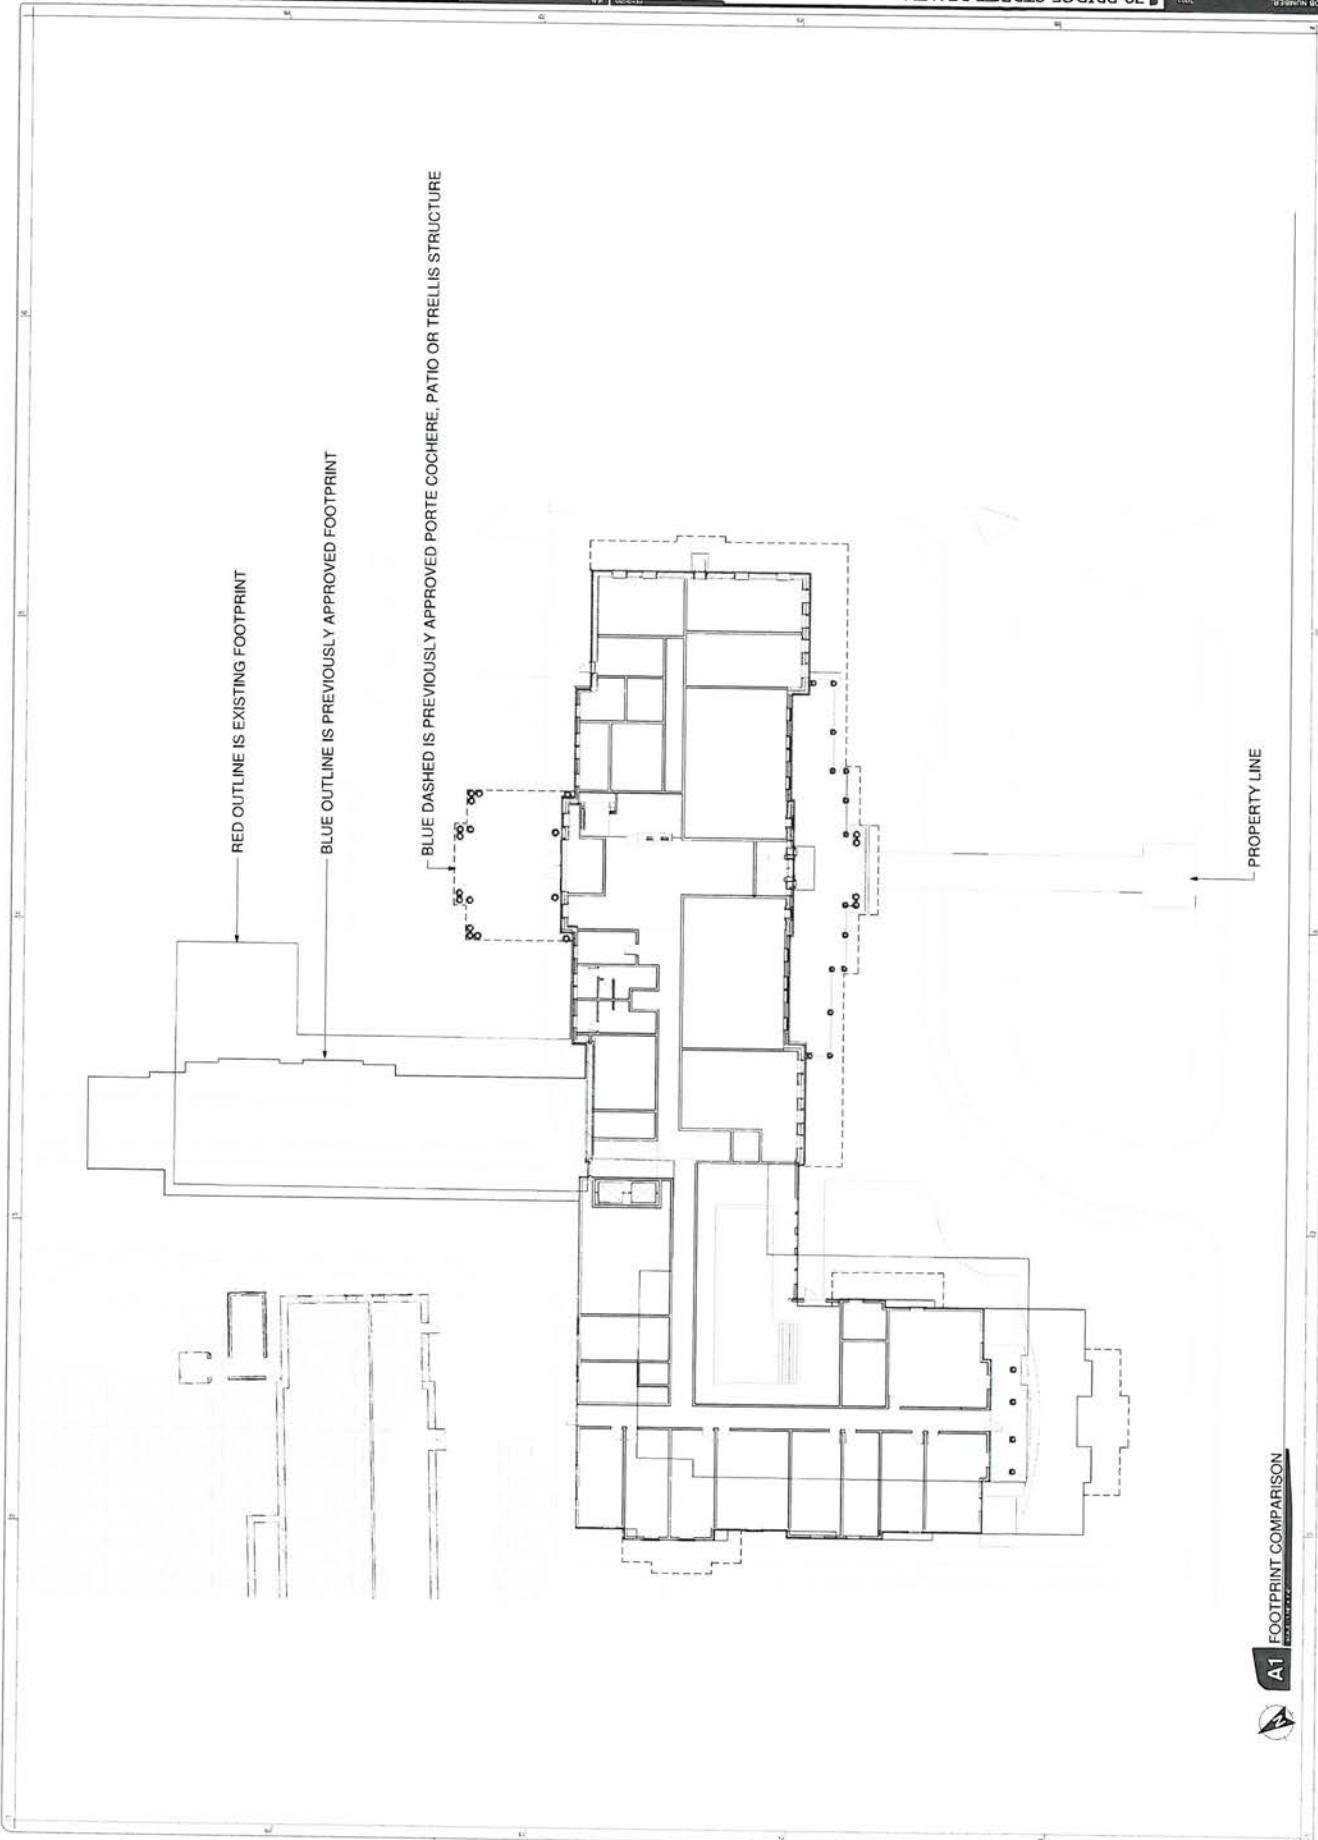 RED OUTLINE IS EXISTING FOOTPRINT
BLUE OUTLINE IS PREVIOUSLY APPROVED FOOTPRINT
BLUE DASHED IS PREVIOUSLY APPROVED PORTE COCHERE, PATIO OR TRELLIS STRUCTURE
PROPERTY LINE
A1 FOOTPRINT COMPARISON